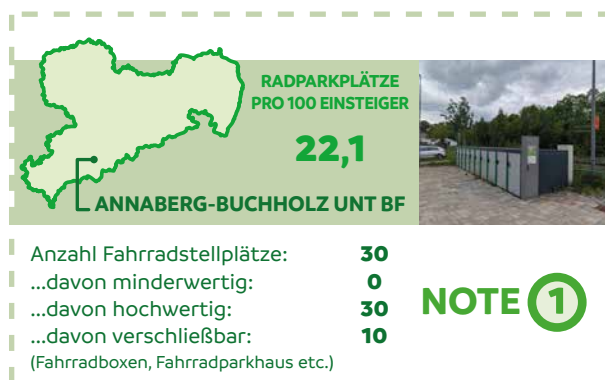 RADPARKPLÄTZE
PRO 100 EINSTEIGER
22,1
ANNABERG-BUCHHOLZ UNT BF
Anzahl Fahrradstellplätze: 30
...davon minderwertig: 0
...davon hochwertig: 30
...davon verschließbar: 10
(Fahrradboxen, Fahrradparkhaus etc.)
NOTE 1